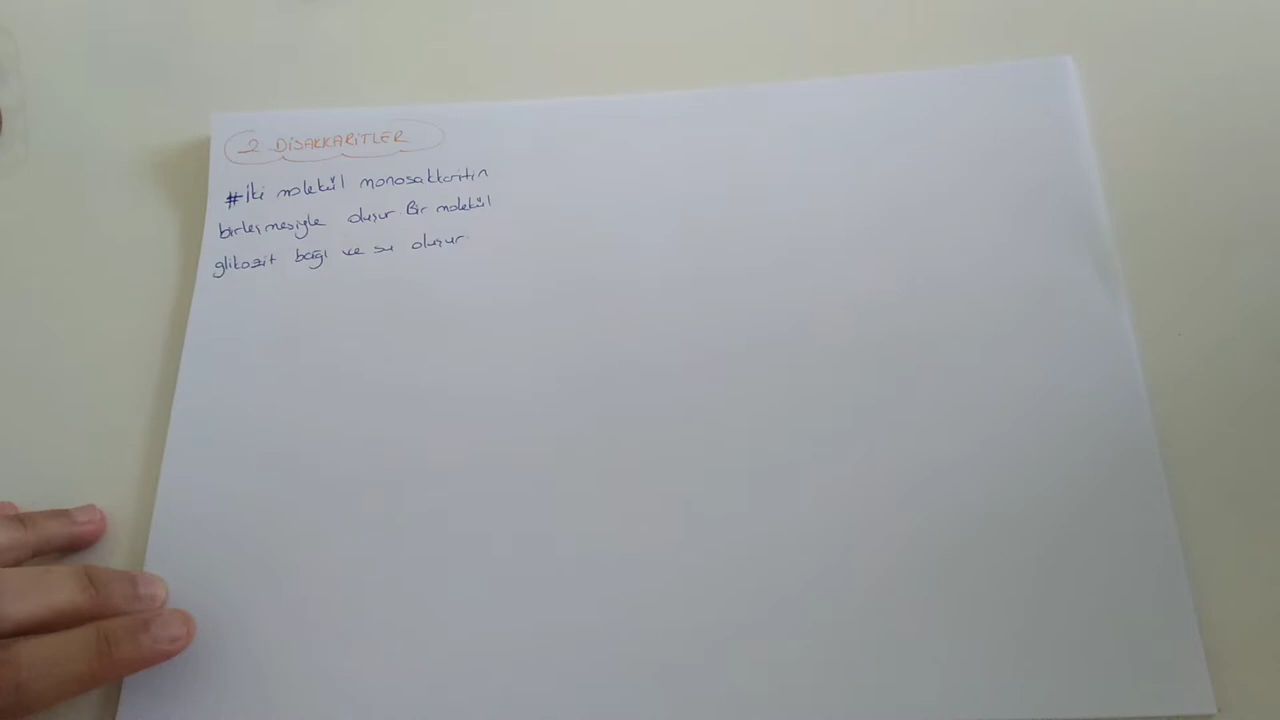 2 DİSAKKARİTLER
#İki molekül monosakkaritin
birleşmesiyle oluşur. Bir molekül
glikozit bağı ve su oluşur.